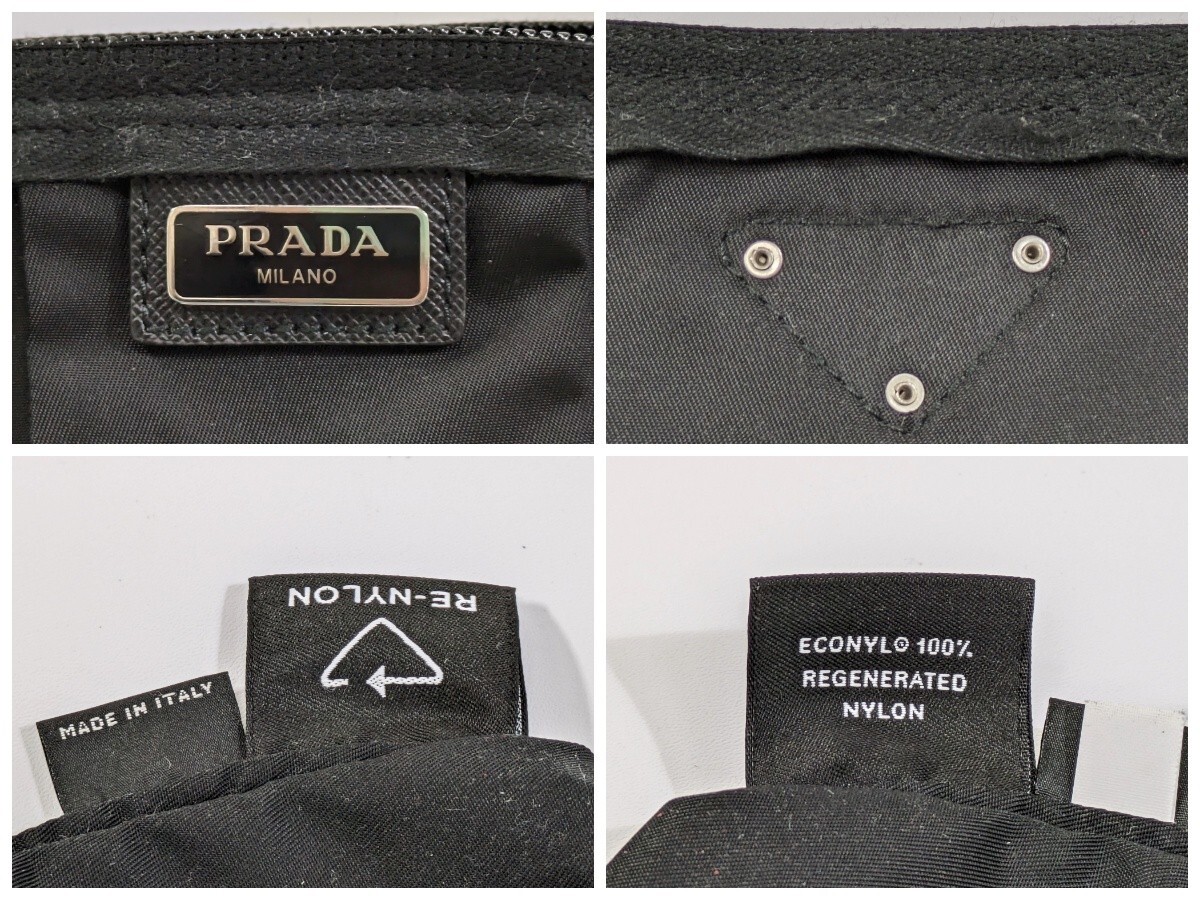 PRADA
MILANO
RE-NYLON
MADE IN ITALY
ECONYL® 100%
REGENERATED
NYLON